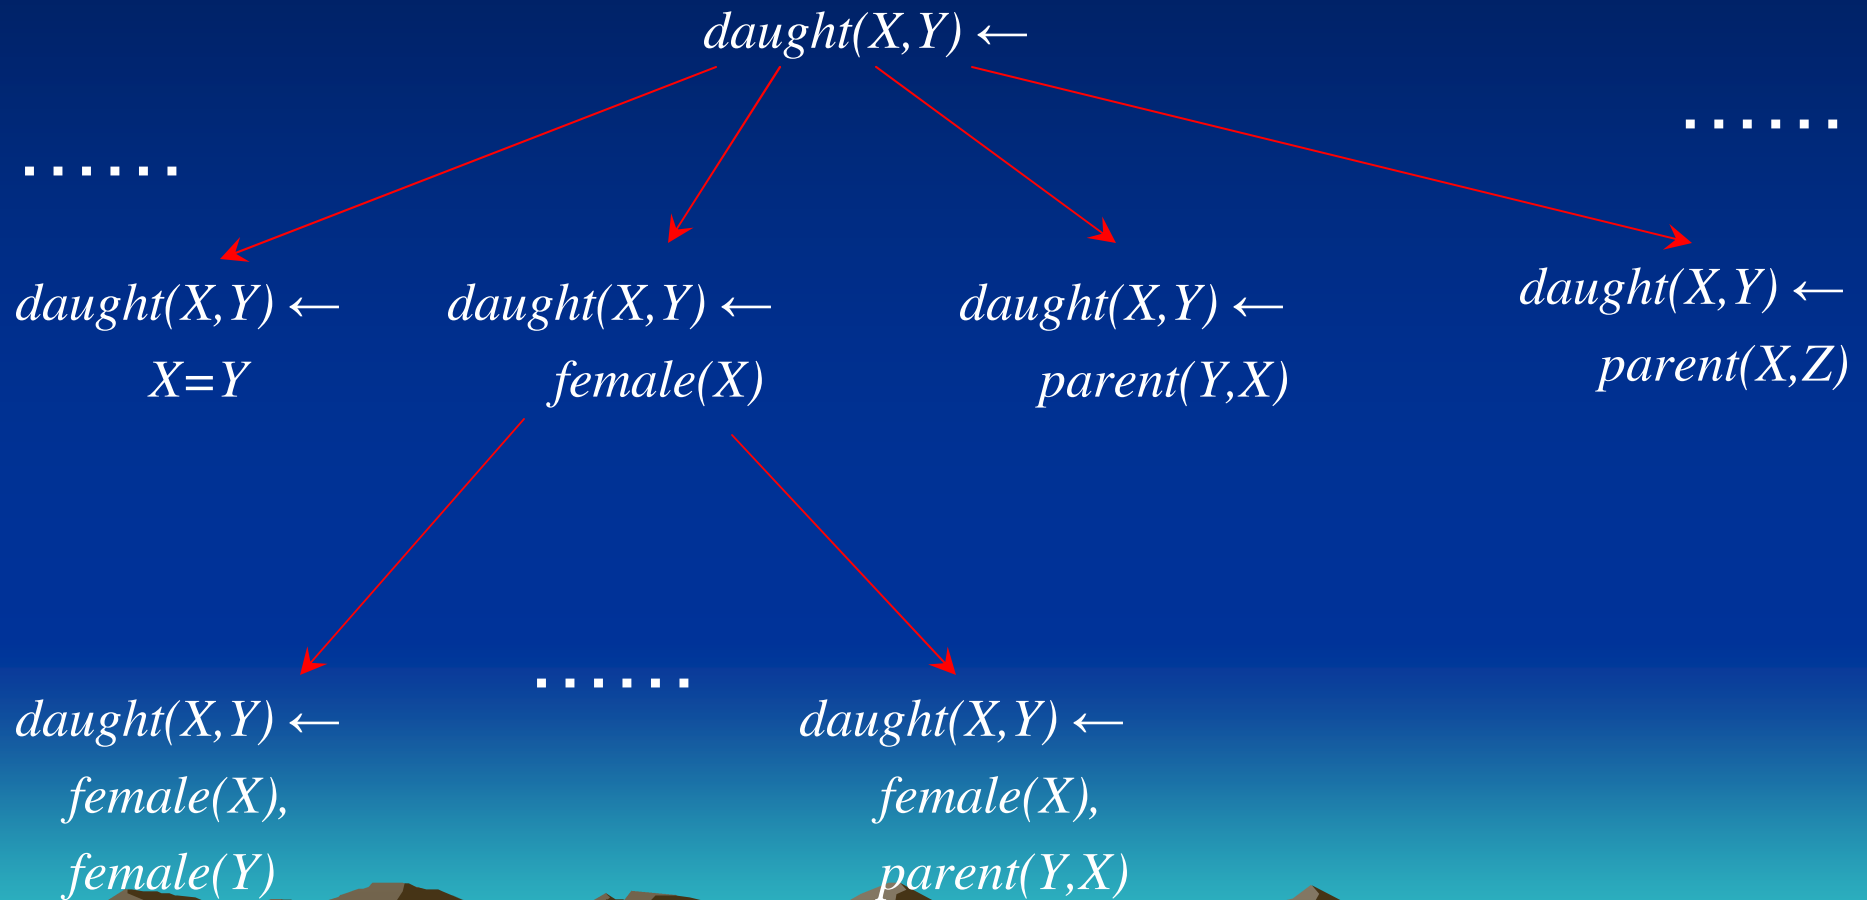 daught(X,Y) ←
......
......
daught(X,Y) ←
X=Y
daught(X,Y) ←
female(X)
daught(X,Y) ←
parent(Y,X)
daught(X,Y) ←
parent(X,Z)
......
daught(X,Y) ←
female(X),
female(Y)
daught(X,Y) ←
female(X),
parent(Y,X)